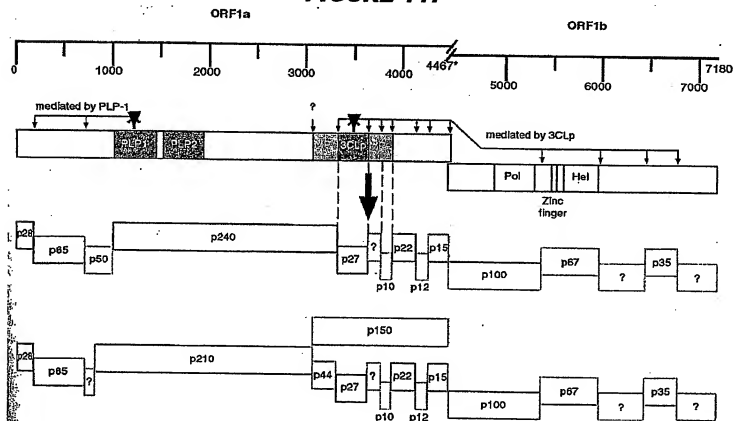 ORF1a
ORF1b
0 1000 2000 3000 4000 4467* 5000 6000 7000 7180
mediated by PLP-1
?
mediated by 3CLp
PLP1 PLP2 3CLp
Pol Hel
Zinc
finger
p28 p65 p50 p240 p27 ? p10 p22 p12 p15 p100 p67 ? p35 ?
p150
p28 p65 ? p210 p44 p27 ? p10 p22 p12 p15 p100 p67 ? p35 ?